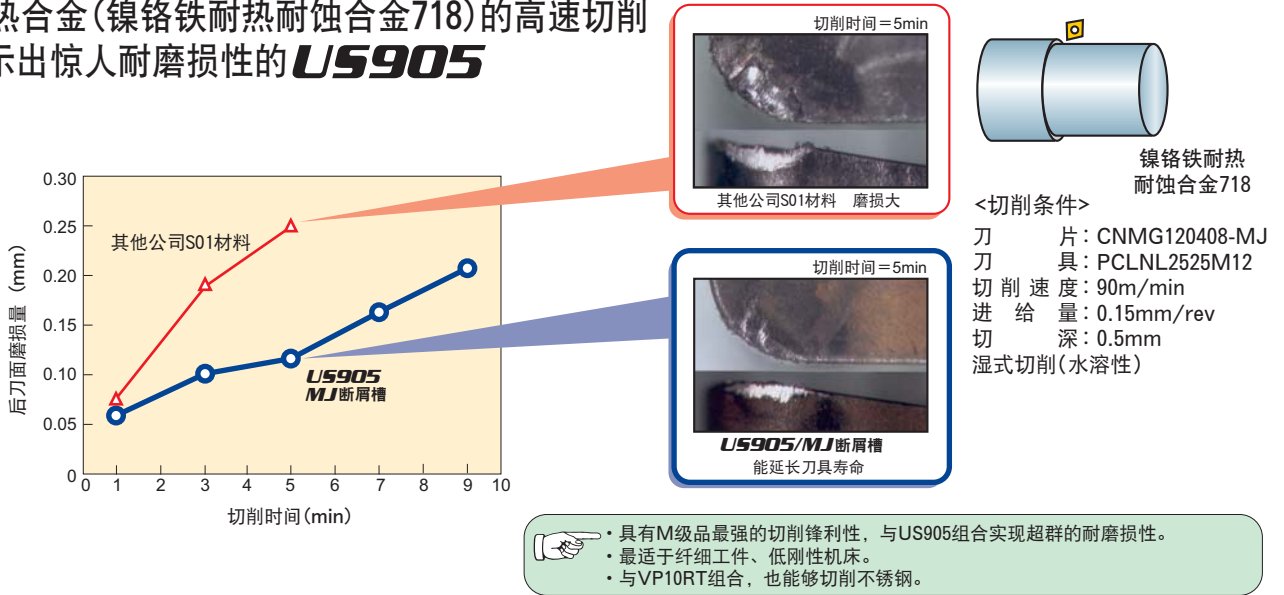 热合金(镍铬铁耐热耐蚀合金718)的高速切削
示出惊人耐磨损性的US905
后刀面磨损量 (mm)
0.30
0.25
0.20
0.15
0.10
0.05
0
0 1 2 3 4 5 6 7 8 9 10
切削时间(min)
其他公司S01材料
US905
MJ断屑槽
切削时间=5min
其他公司S01材料 磨损大
切削时间=5min
US905/MJ断屑槽
能延长刀具寿命
镍铬铁耐热
耐蚀合金718
<切削条件>
刀片:CNMG120408-MJ
刀具:PCLNL2525M12
切削速度:90m/min
进给量:0.15mm/rev
切深:0.5mm
湿式切削(水溶性)
・具有M级品最强的切削锋利性,与US905组合实现超群的耐磨损性。
・最适于纤细工件、低刚性机床。
・与VP10RT组合,也能够切削不锈钢。